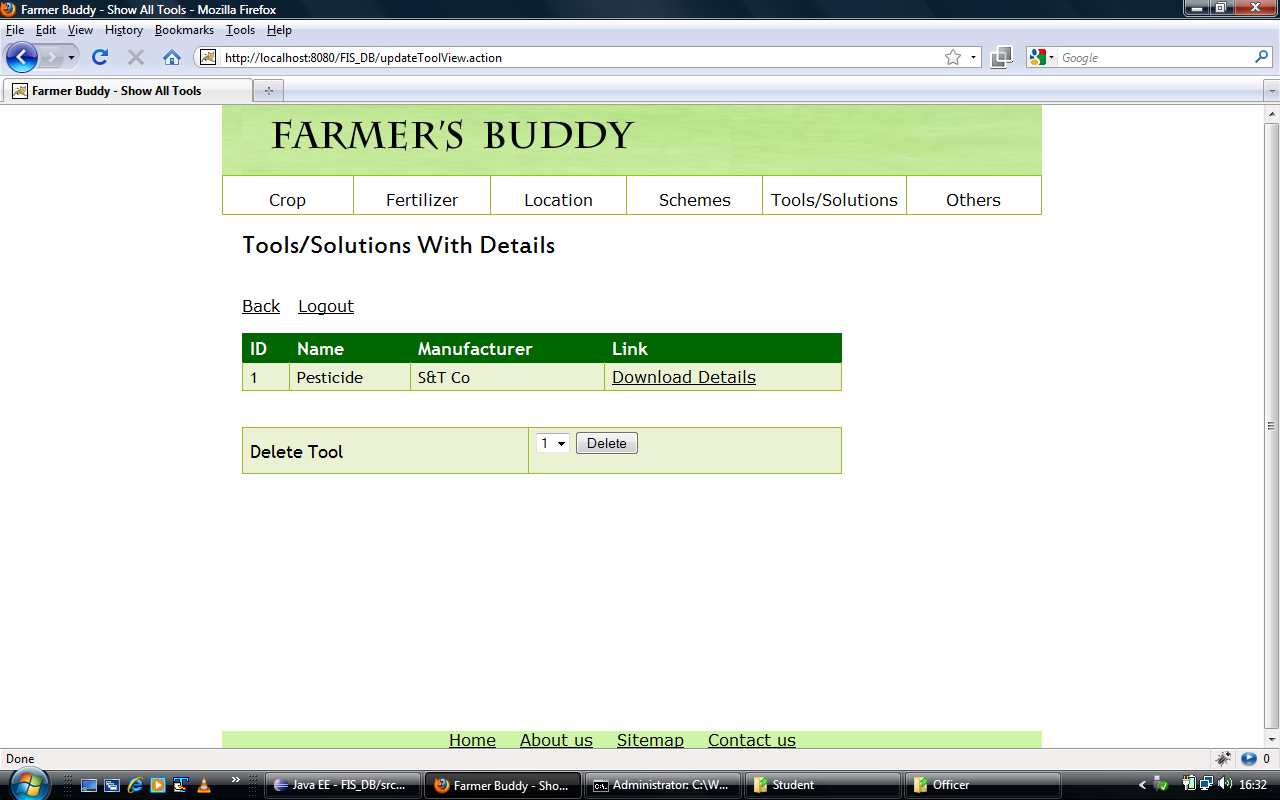 Farmer Buddy - Show All Tools - Mozilla Firefox
File Edit View History Bookmarks Tools Help
http://localhost:8080/FIS_DB/updateToolView.action Google
Farmer Buddy - Show All Tools
FARMER'S BUDDY
Crop Fertilizer Location Schemes Tools/Solutions Others
Tools/Solutions With Details
Back Logout
ID Name Manufacturer Link
1 Pesticide S&T Co Download Details
Delete Tool 1 Delete
Home About us Sitemap Contact us
Done 0
Java EE - FIS_DB/src... Farmer Buddy - Sho... Administrator: C:\W... Student Officer 16:32